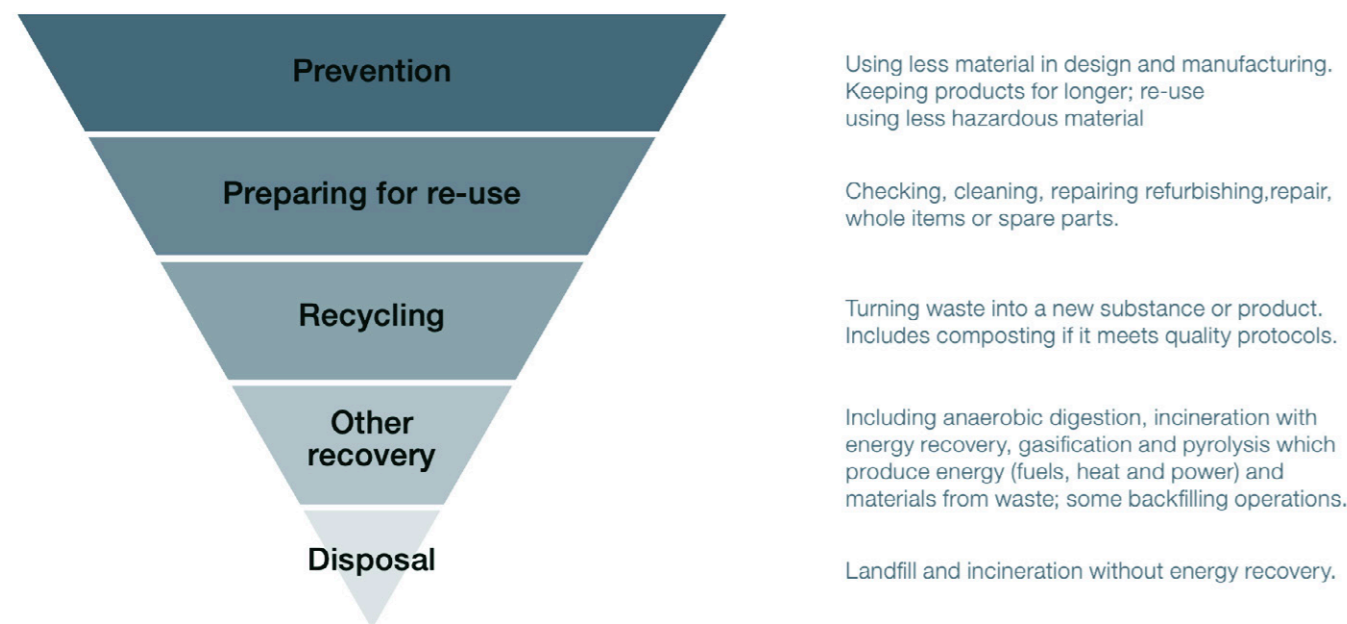 Prevention
Using less material in design and manufacturing.
Keeping products for longer; re-use
using less hazardous material
Preparing for re-use
Checking, cleaning, repairing refurbishing,repair,
whole items or spare parts.
Recycling
Turning waste into a new substance or product.
Includes composting if it meets quality protocols.
Other
recovery
Including anaerobic digestion, incineration with
energy recovery, gasification and pyrolysis which
produce energy (fuels, heat and power) and
materials from waste; some backfilling operations.
Disposal
Landfill and incineration without energy recovery.